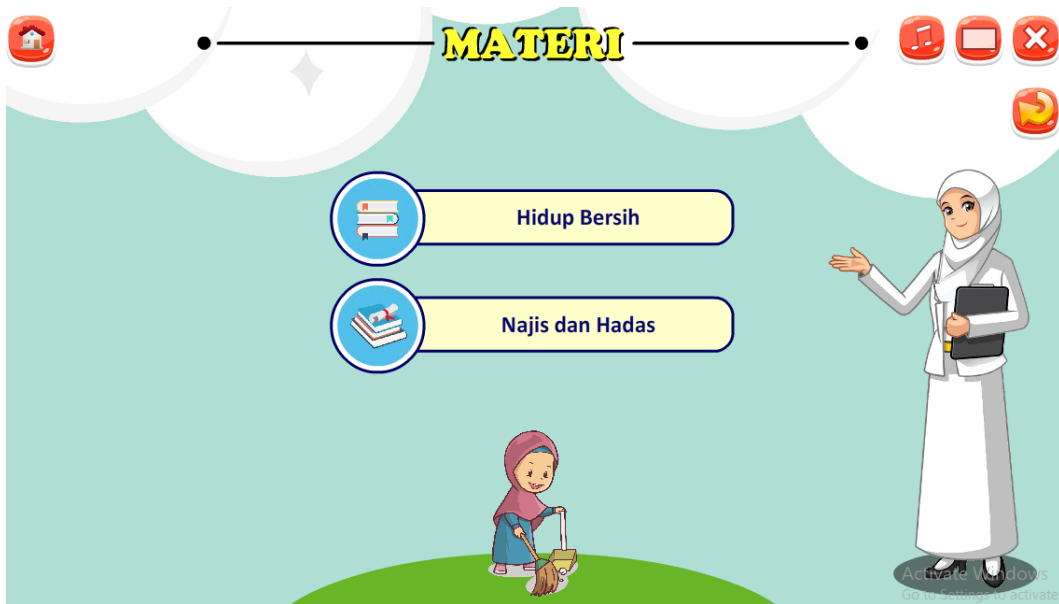 MATERI
Hidup Bersih
Najis dan Hadas
Activate Windows
Go to Settings to activate